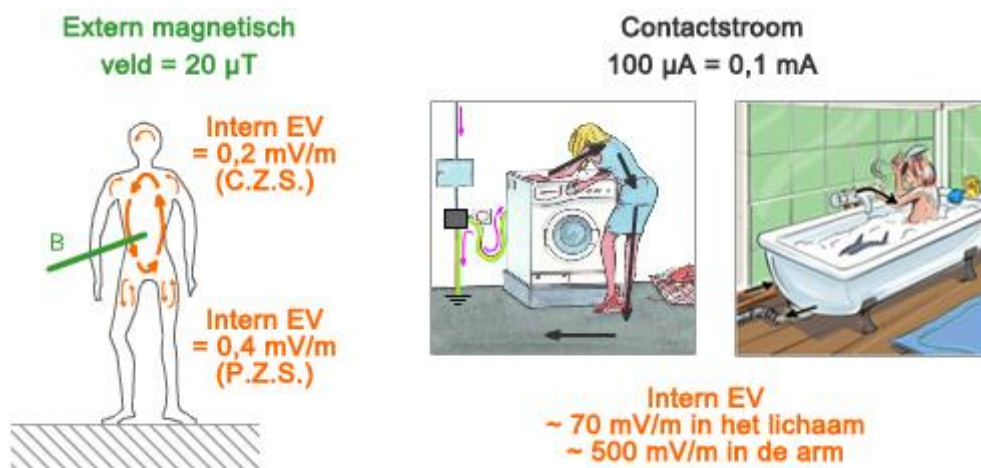 Extern magnetisch
veld = 20 µT
Intern EV
= 0,2 mV/m
(C.Z.S.)
B
Intern EV
= 0,4 mV/m
(P.Z.S.)
Contactstroom
100 µA = 0,1 mA
Intern EV
~ 70 mV/m in het lichaam
~ 500 mV/m in de arm